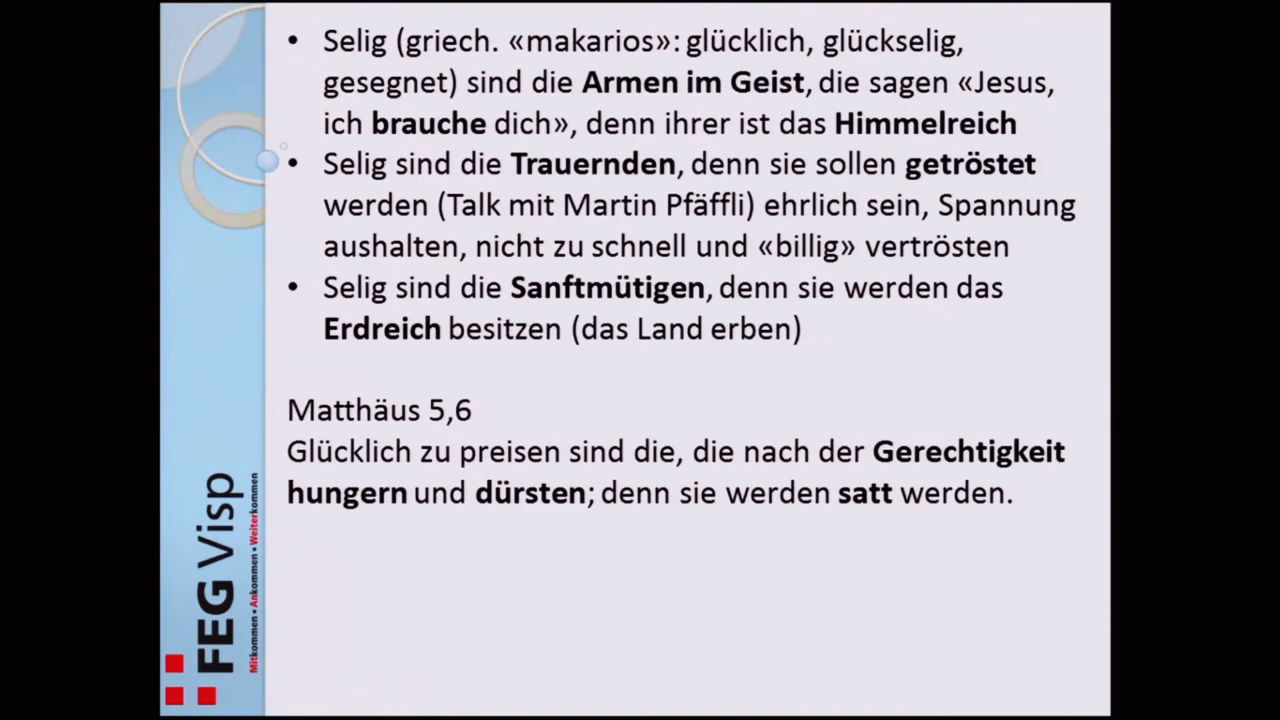 • Selig (griech. «makarios»: glücklich, glückselig,
gesegnet) sind die Armen im Geist, die sagen «Jesus,
ich brauche dich», denn ihrer ist das Himmelreich
• Selig sind die Trauernden, denn sie sollen getröstet
werden (Talk mit Martin Pfäffli) ehrlich sein, Spannung
aushalten, nicht zu schnell und «billig» vertrösten
• Selig sind die Sanftmütigen, denn sie werden das
Erdreich besitzen (das Land erben)
Matthäus 5,6
Glücklich zu preisen sind die, die nach der Gerechtigkeit
hungern und dürsten; denn sie werden satt werden.
FEG Visp
Mitkommen • Ankommen • Weiterkommen